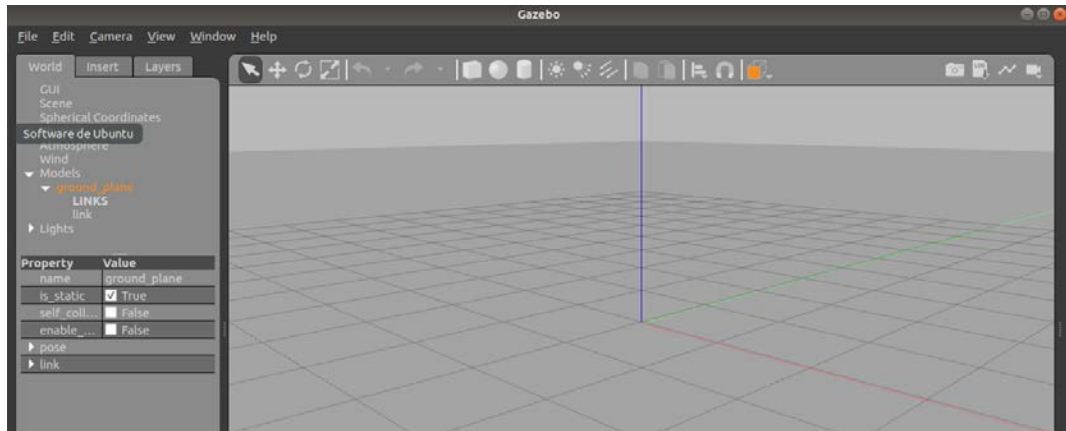 Gazebo
File Edit Camera View Window Help
World Insert Layers
GUI
Scene
Spherical Coordinates
Software de Ubuntu
Atmosphere
Wind
Models
ground_plane
LINKS
link
Lights
Property Value
name ground_plane
is_static True
self_coll... False
enable_... False
pose
link
LOG